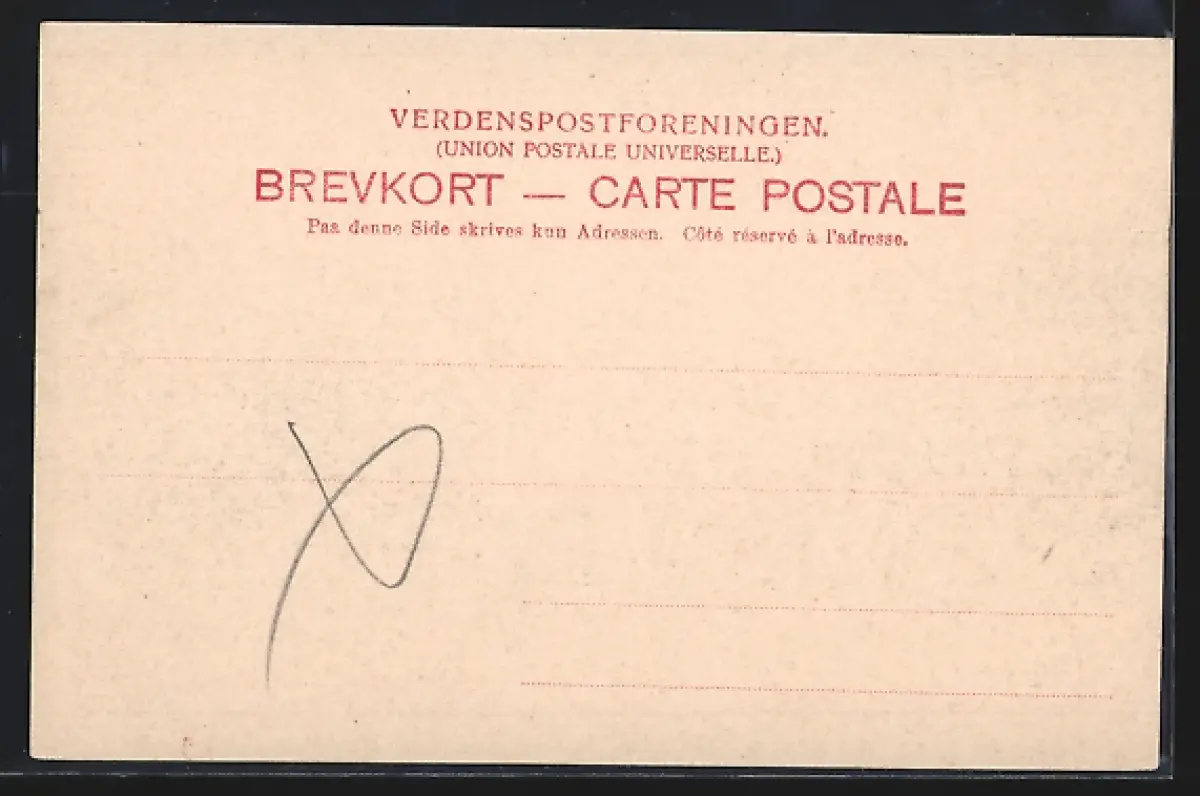 VERDENSPOSTFORENINGEN.
(UNION POSTALE UNIVERSELLE.)
BREVKORT — CARTE POSTALE
Paa denne Side skrives kun Adressen. Côté réservé à l'adresse.